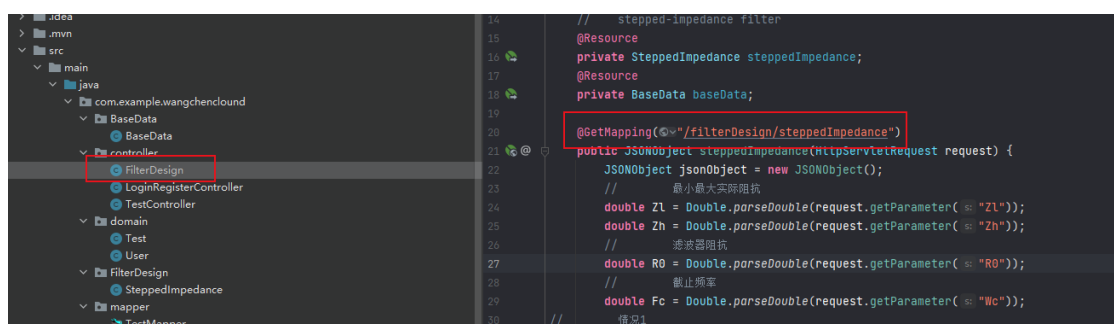 .idea
.mvn
src
main
java
com.example.wangchenclound
BaseData
BaseData
controller
FilterDesign
LoginRegisterController
TestController
domain
Test
User
FilterDesign
SteppedImpedance
mapper
TestMapper
14 // stepped-impedance filter
15 @Resource
16 private SteppedImpedance steppedImpedance;
17 @Resource
18 private BaseData baseData;
19
20 @GetMapping("/filterDesign/steppedImpedance")
21 @ public JSONObject steppedImpedance(HttpServletRequest request) {
22 JSONObject jsonObject = new JSONObject();
23 // 最小最大实际阻抗
24 double Zl = Double.parseDouble(request.getParameter( s: "Zl"));
25 double Zh = Double.parseDouble(request.getParameter( s: "Zh"));
26 // 滤波器阻抗
27 double R0 = Double.parseDouble(request.getParameter( s: "R0"));
28 // 截止频率
29 double Fc = Double.parseDouble(request.getParameter( s: "Wc"));
30 // 情况1